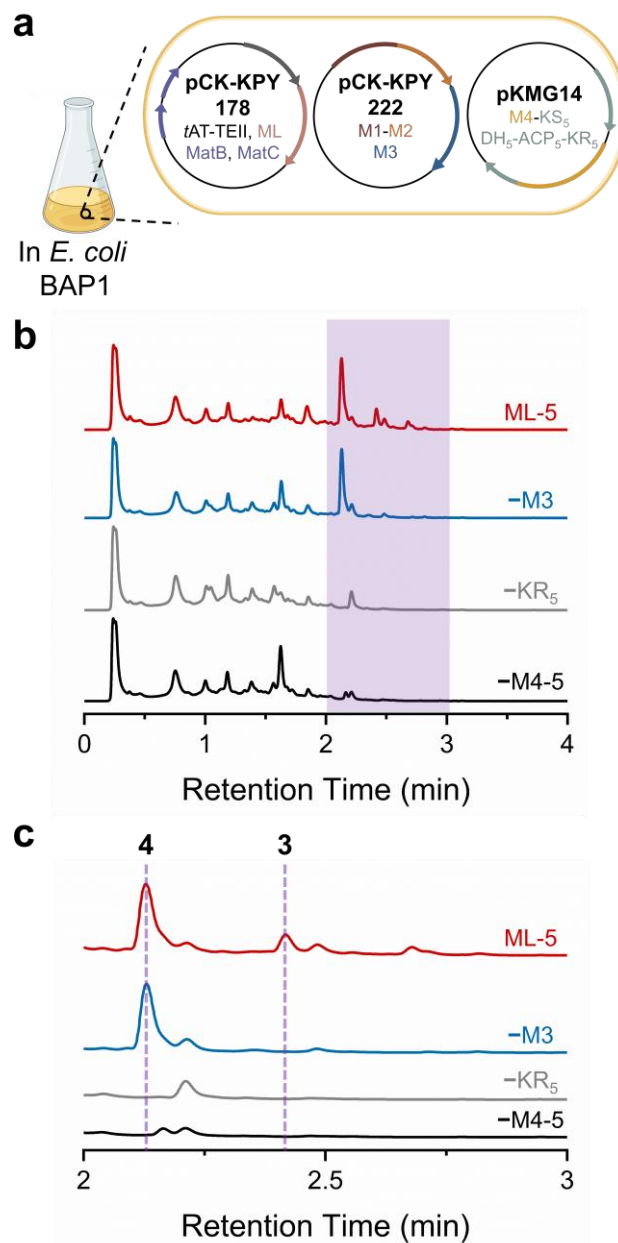 a
pCK-KPY
178
tAT-TEII, ML
MatB, MatC
pCK-KPY
222
M1-M2
M3
pKMG14
M4-KS₅
DH₅-ACP₅-KR₅
In E. coli
BAP1
b
ML-5
–M3
–KR₅
–M4-5
0 1 2 3 4
Retention Time (min)
c
4 3
ML-5
–M3
–KR₅
–M4-5
2 2.5 3
Retention Time (min)